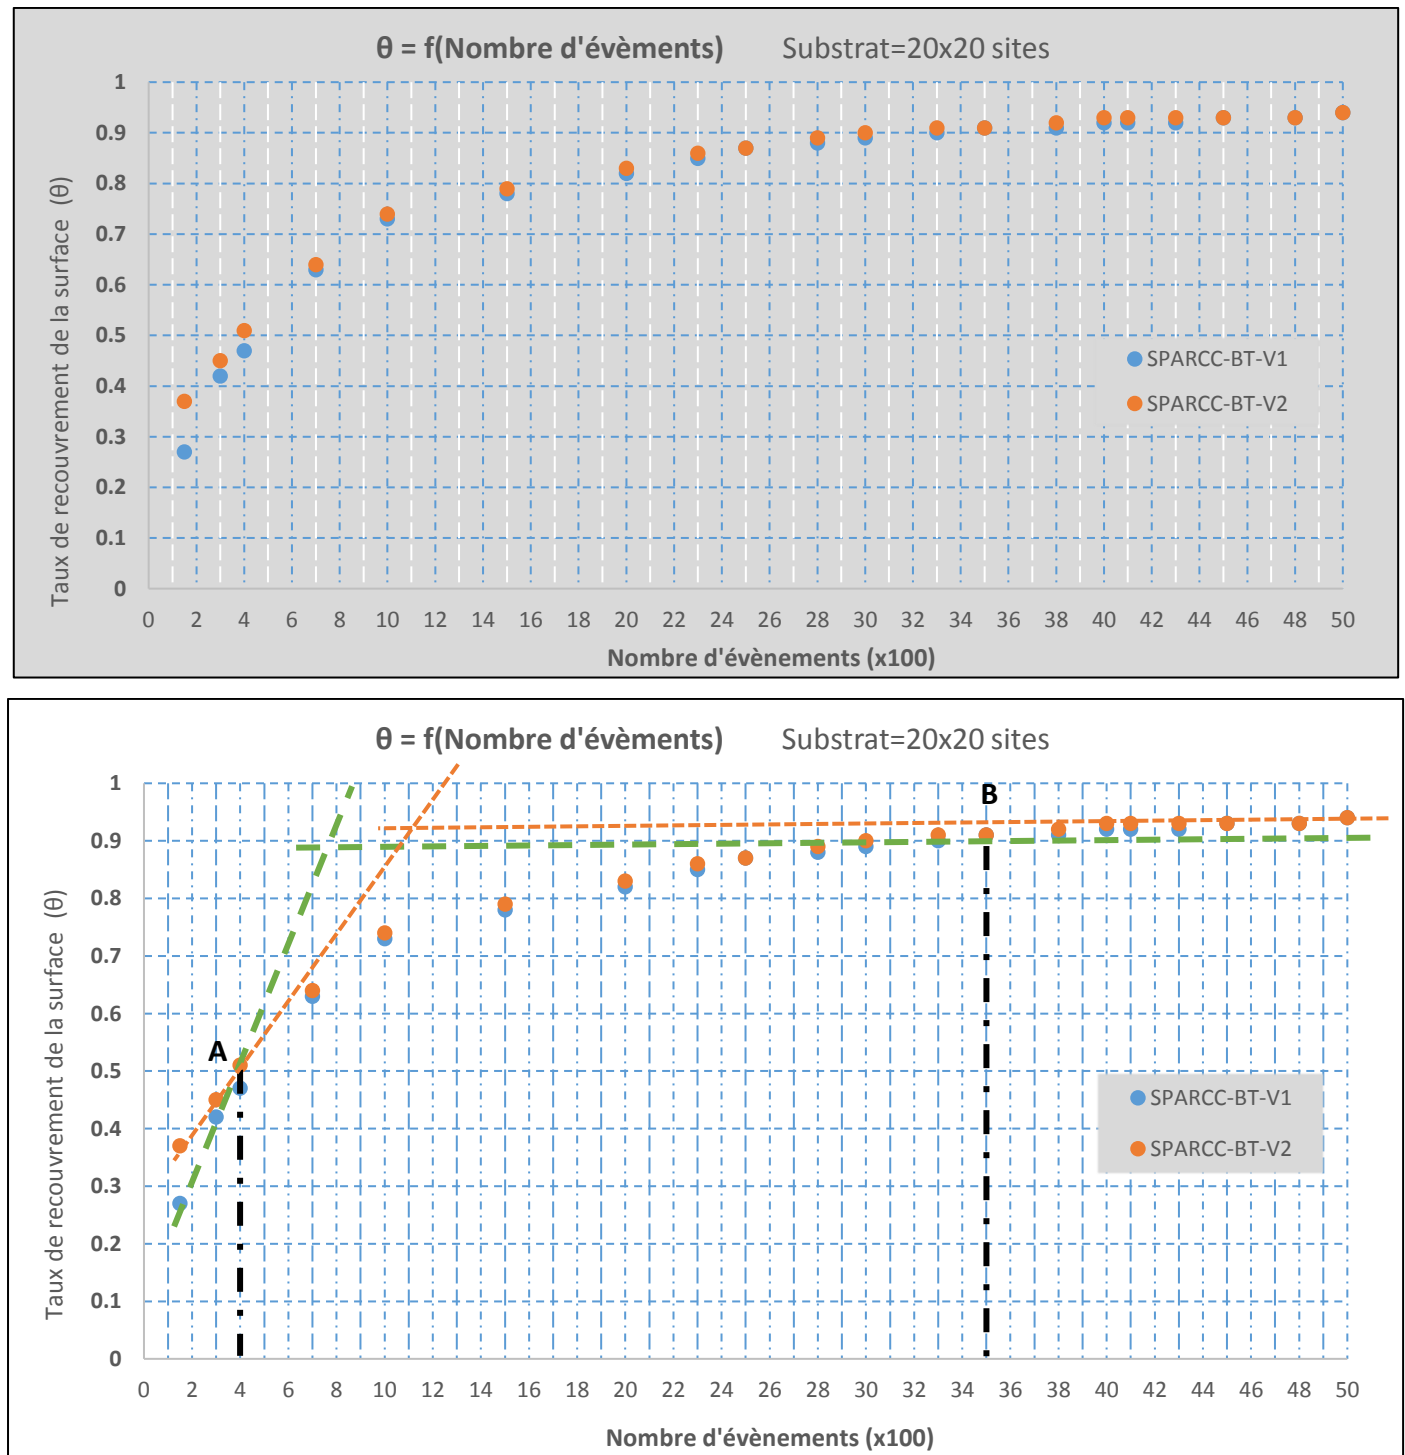 θ = f(Nombre d'évèments) Substrat=20x20 sites
1
0.9
0.8
0.7
0.6
0.5
0.4
0.3
0.2
0.1
0
Taux de recouvrement de la surface (θ)
SPARCC-BT-V1
SPARCC-BT-V2
0 2 4 6 8 10 12 14 16 18 20 22 24 26 28 30 32 34 36 38 40 42 44 46 48 50
Nombre d'évènements (x100)
θ = f(Nombre d'évèments) Substrat=20x20 sites
1
0.9
0.8
0.7
0.6
0.5
0.4
0.3
0.2
0.1
0
Taux de recouvrement de la surface (θ)
B
A
SPARCC-BT-V1
SPARCC-BT-V2
0 2 4 6 8 10 12 14 16 18 20 22 24 26 28 30 32 34 36 38 40 42 44 46 48 50
Nombre d'évènements (x100)